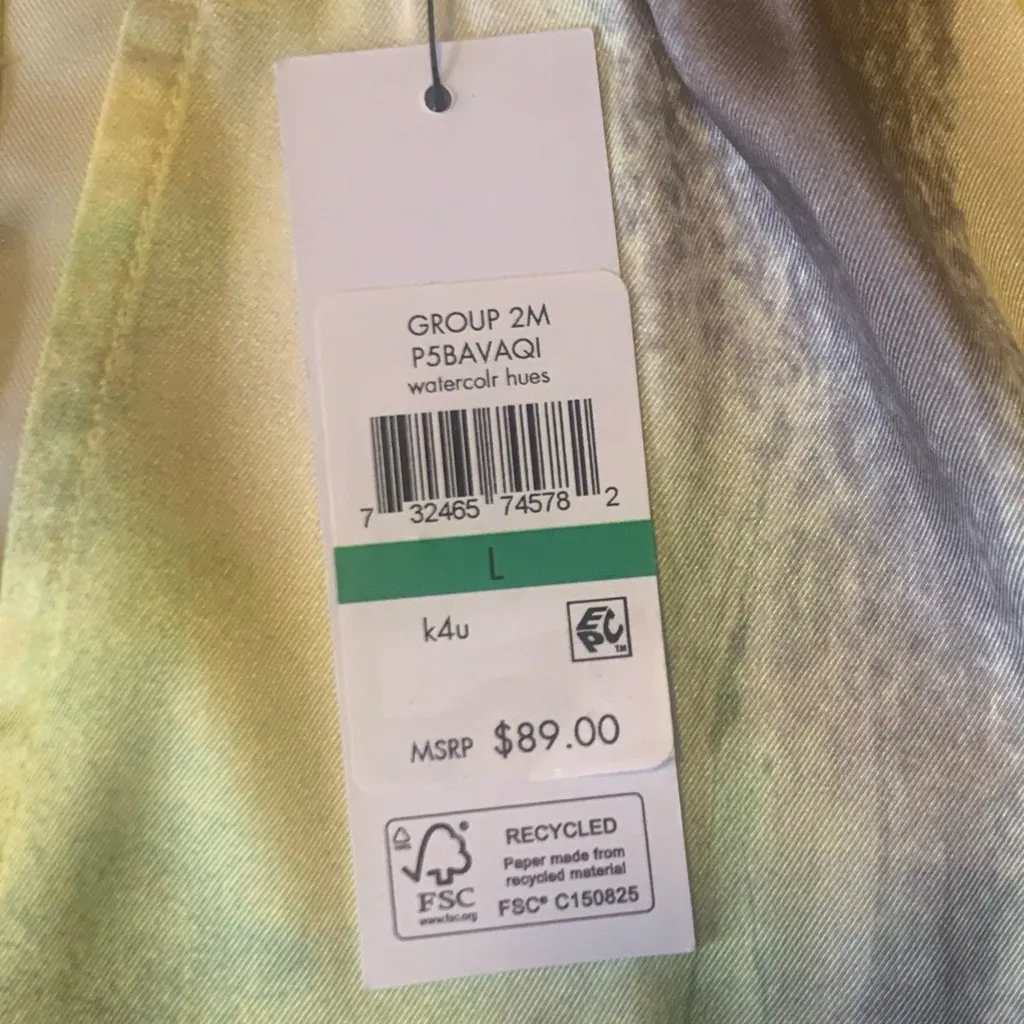 GROUP 2M
P5BAVAQI
watercolr hues
7 32465 74578 2
L
k4u
EPC TM
MSRP $89.00
RECYCLED
Paper made from
recycled material
FSC® C150825
FSC
www.fsc.org